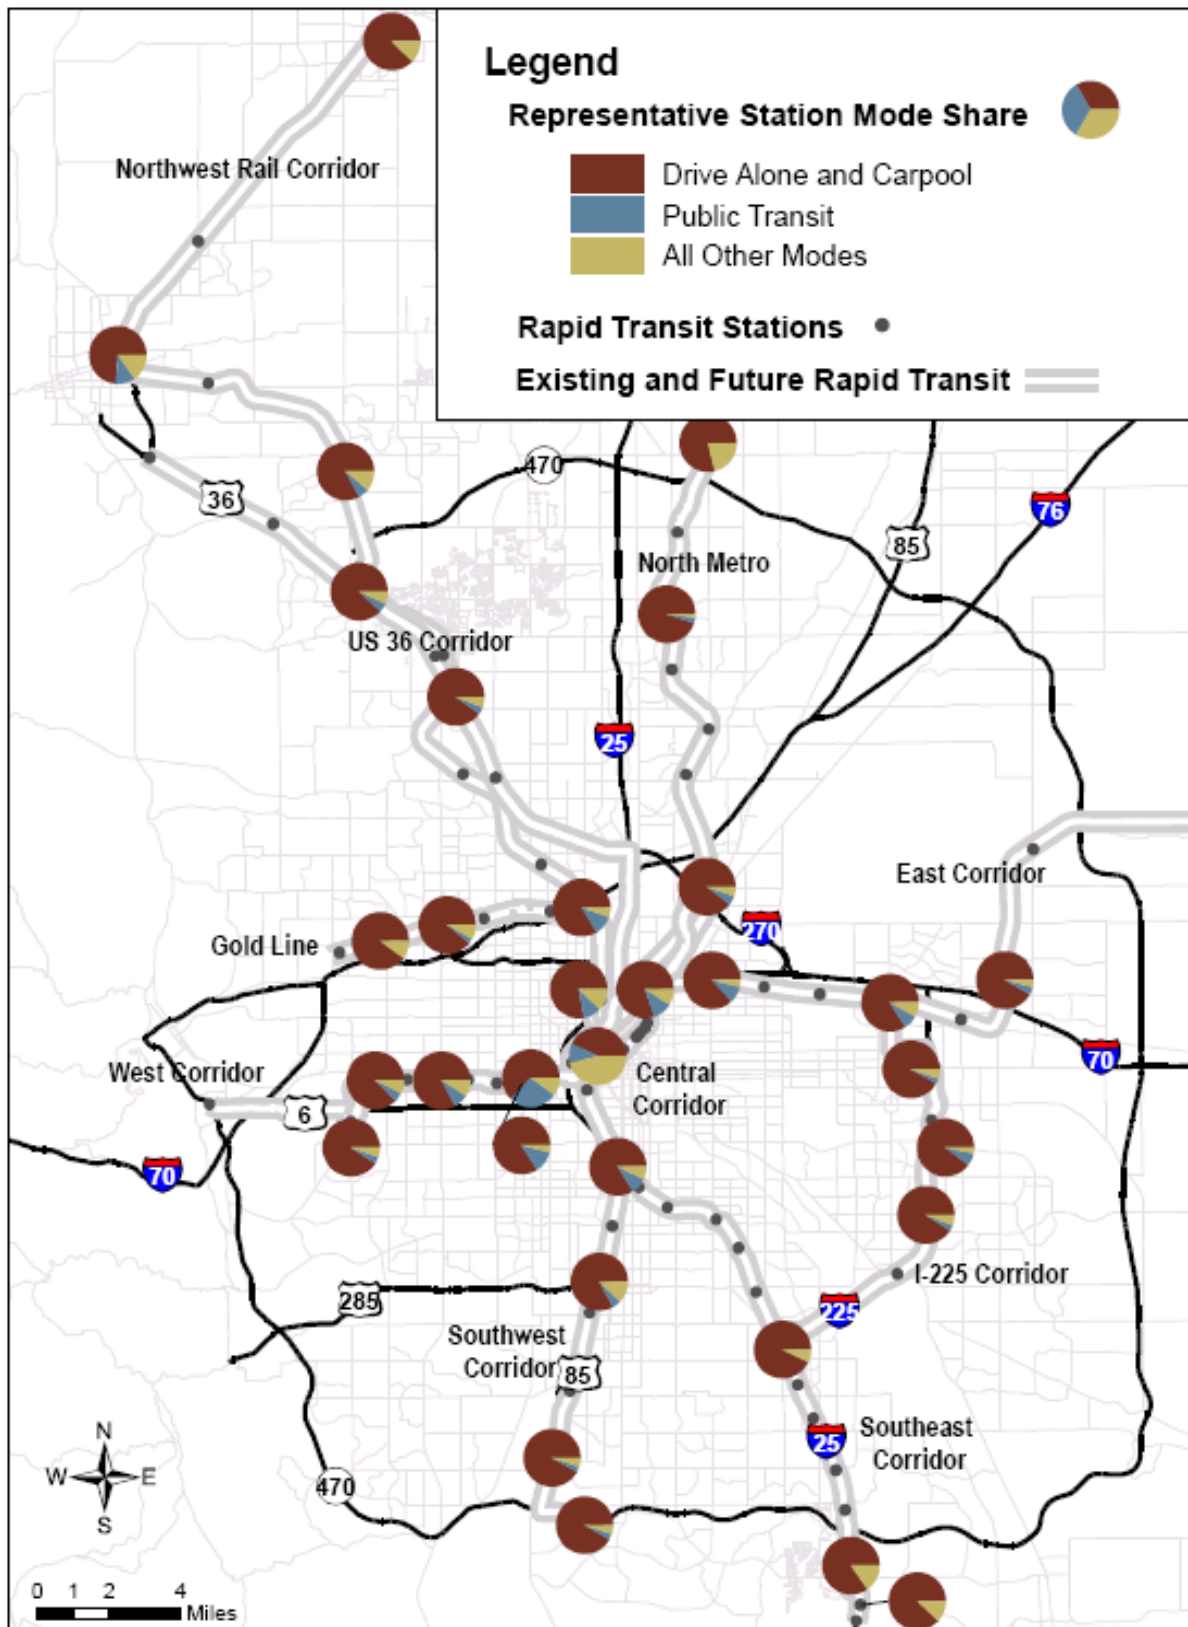 Legend
Representative Station Mode Share
Drive Alone and Carpool
Public Transit
All Other Modes
Rapid Transit Stations
Existing and Future Rapid Transit
Northwest Rail Corridor
470
36
76
85
North Metro
US 36 Corridor
25
East Corridor
270
Gold Line
70
West Corridor
Central
Corridor
6
70
I-225 Corridor
285
225
Southwest
Corridor
85
Southeast
Corridor
25
N
W E
S
470
0 1 2 4
Miles